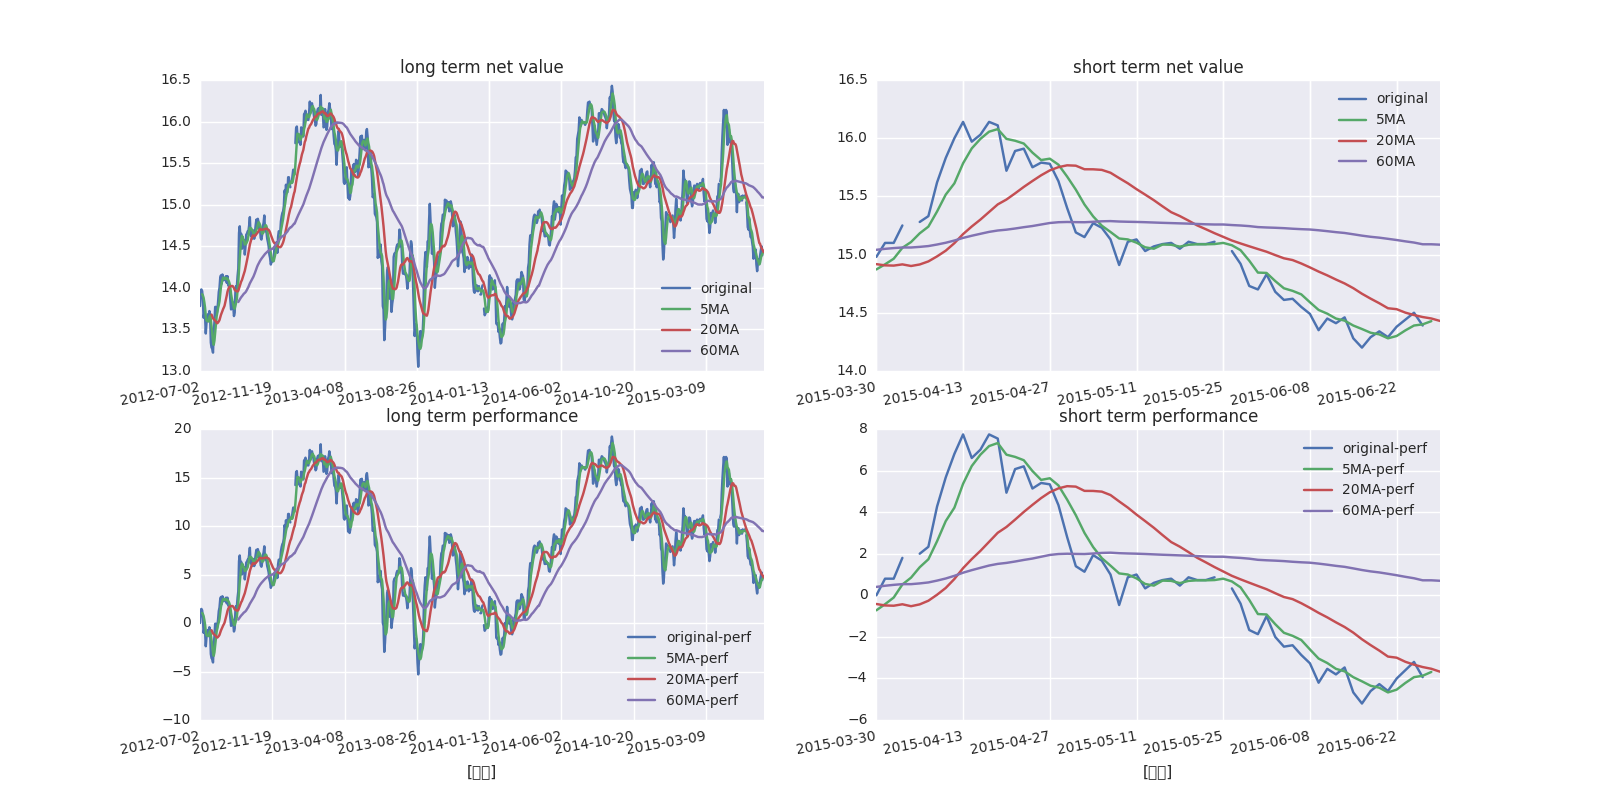 long term net value
16.5
16.0
15.5
15.0
14.5
14.0
13.5
13.0
original
5MA
20MA
60MA
2012-07-02 2012-11-19 2013-04-08 2013-08-26 2014-01-13 2014-06-02 2014-10-20 2015-03-09
short term net value
16.5
16.0
15.5
15.0
14.5
14.0
original
5MA
20MA
60MA
2015-03-30 2015-04-13 2015-04-27 2015-05-11 2015-05-25 2015-06-08 2015-06-22
long term performance
20
15
10
5
0
−5
−10
original-perf
5MA-perf
20MA-perf
60MA-perf
2012-07-02 2012-11-19 2013-04-08 2013-08-26 2014-01-13 2014-06-02 2014-10-20 2015-03-09
[▯▯]
short term performance
8
6
4
2
0
−2
−4
−6
original-perf
5MA-perf
20MA-perf
60MA-perf
2015-03-30 2015-04-13 2015-04-27 2015-05-11 2015-05-25 2015-06-08 2015-06-22
[▯▯]